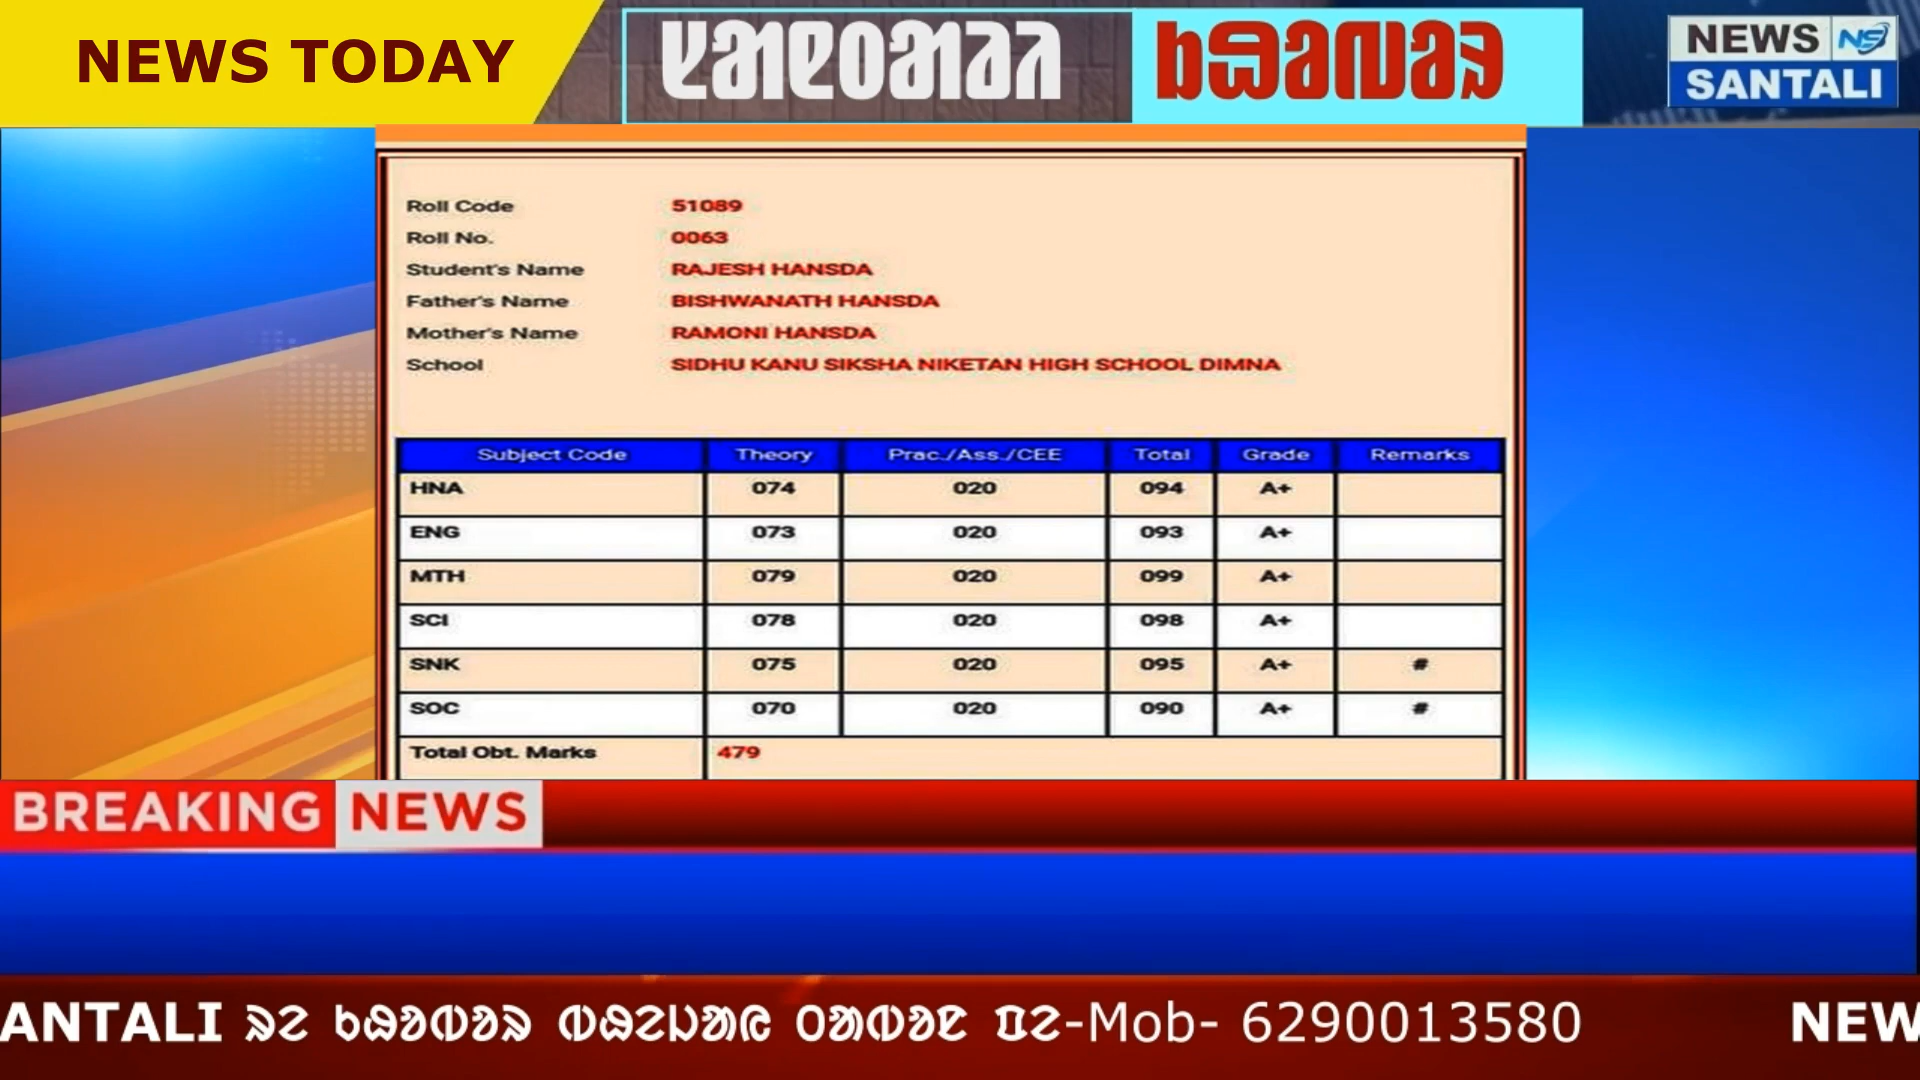 NEWS TODAY
ᱪᱟᱪᱚᱟᱣᱜ ᱠᱷᱚᱵᱚᱨ
NEWS NS
SANTALI
Roll Code 51089
Roll No. 0063
Student's Name RAJESH HANSDA
Father's Name BISHWANATH HANSDA
Mother's Name RAMONI HANSDA
School SIDHU KANU SIKSHA NIKETAN HIGH SCHOOL DIMNA
Subject Code Theory Prac./Ass./CEE Total Grade Remarks
HNA 074 020 094 A+
ENG 073 020 093 A+
MTH 079 020 099 A+
SCI 078 020 098 A+
SNK 075 020 095 A+ #
SOC 070 020 090 A+ #
Total Obt. Marks 479
BREAKING NEWS
ANTALI -Mob- 6290013580 NEW